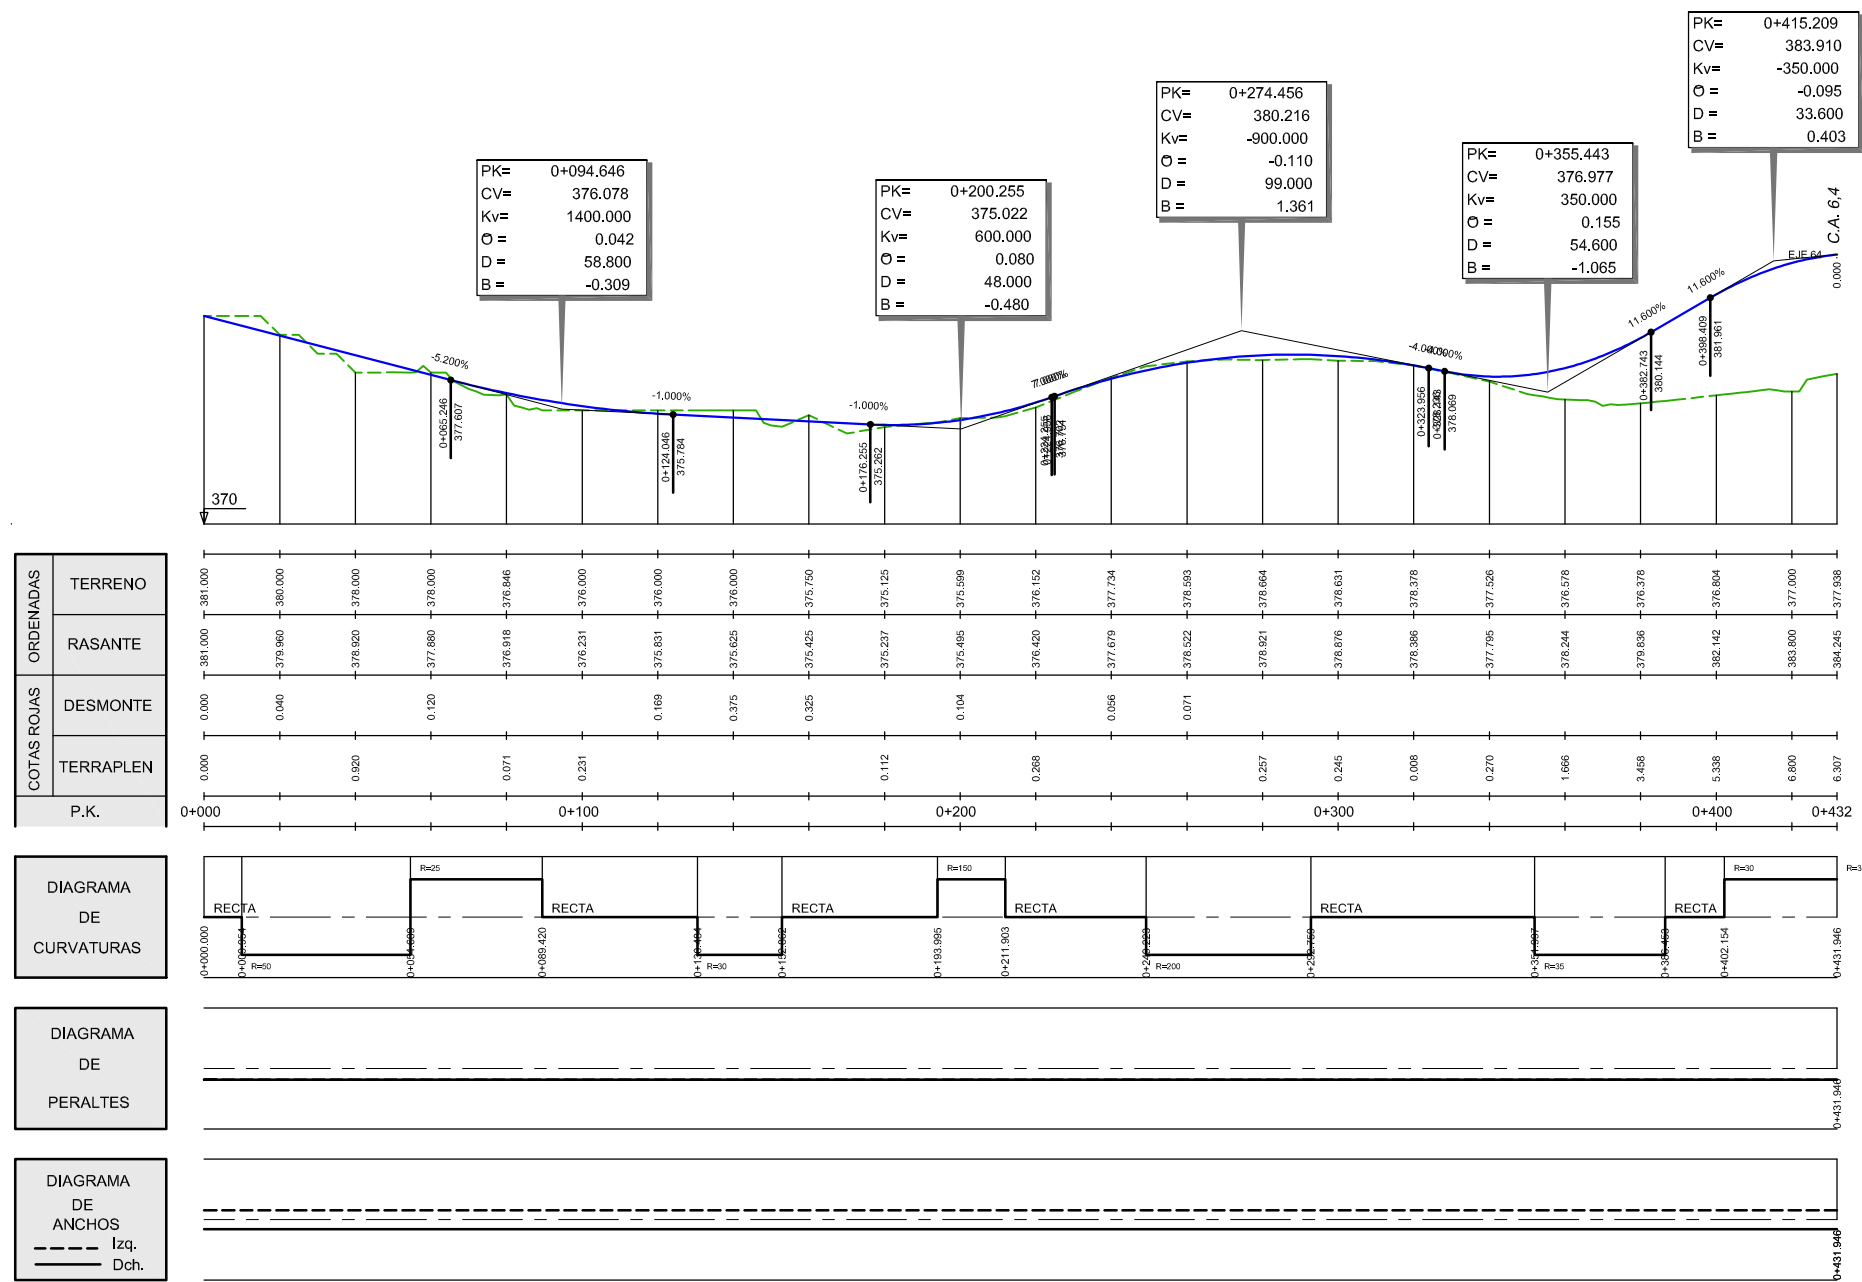 PK= 0+094.646
CV= 376.078
Kv= 1400.000
Θ = 0.042
D = 58.800
B = -0.309
PK= 0+200.255
CV= 375.022
Kv= 600.000
Θ = 0.080
D = 48.000
B = -0.480
PK= 0+274.456
CV= 380.216
Kv= -900.000
Θ = -0.110
D = 99.000
B = 1.361
PK= 0+355.443
CV= 376.977
Kv= 350.000
Θ = 0.155
D = 54.600
B = -1.065
PK= 0+415.209
CV= 383.910
Kv= -350.000
Θ = -0.095
D = 33.600
B = 0.403
C.A. 6,4
EJE 64
0.000
-5.200%
-1.000%
-1.000%
7.000%
-4.000%
11.600%
11.600%
0+065.246
377.607
0+124.046
375.784
0+176.255
375.262
0+323.956
378.069
0+382.743
380.144
0+398.409
381.961
370
ORDENADAS
TERRENO
381.000 380.000 378.000 378.000 376.846 376.000 376.000 376.000 375.750 375.125 375.599 376.152 377.734 378.593 378.664 378.631 378.378 377.526 376.578 376.378 376.804 377.000 377.938
RASANTE
381.000 379.960 378.920 377.880 376.918 376.231 375.831 375.625 375.425 375.237 375.495 376.420 377.679 378.522 378.921 378.876 378.386 377.795 378.244 379.836 382.142 383.800 384.245
COTAS ROJAS
DESMONTE
0.000 0.040 0.120 0.169 0.375 0.325 0.104 0.056 0.071
TERRAPLEN
0.000 0.920 0.071 0.231 0.112 0.268 0.257 0.245 0.008 0.270 1.666 3.458 5.338 6.800 6.307
P.K.
0+000 0+100 0+200 0+300 0+400 0+432
DIAGRAMA
DE
CURVATURAS
RECTA R=50 R=25 RECTA R=30 RECTA R=150 RECTA R=200 RECTA R=35 RECTA R=30 R=3
0+000.000 0+089.420 0+193.995 0+211.903 0+402.154 0+431.946
DIAGRAMA
DE
PERALTES
0+431.946
DIAGRAMA
DE
ANCHOS
Izq.
Dch.
0+431.946